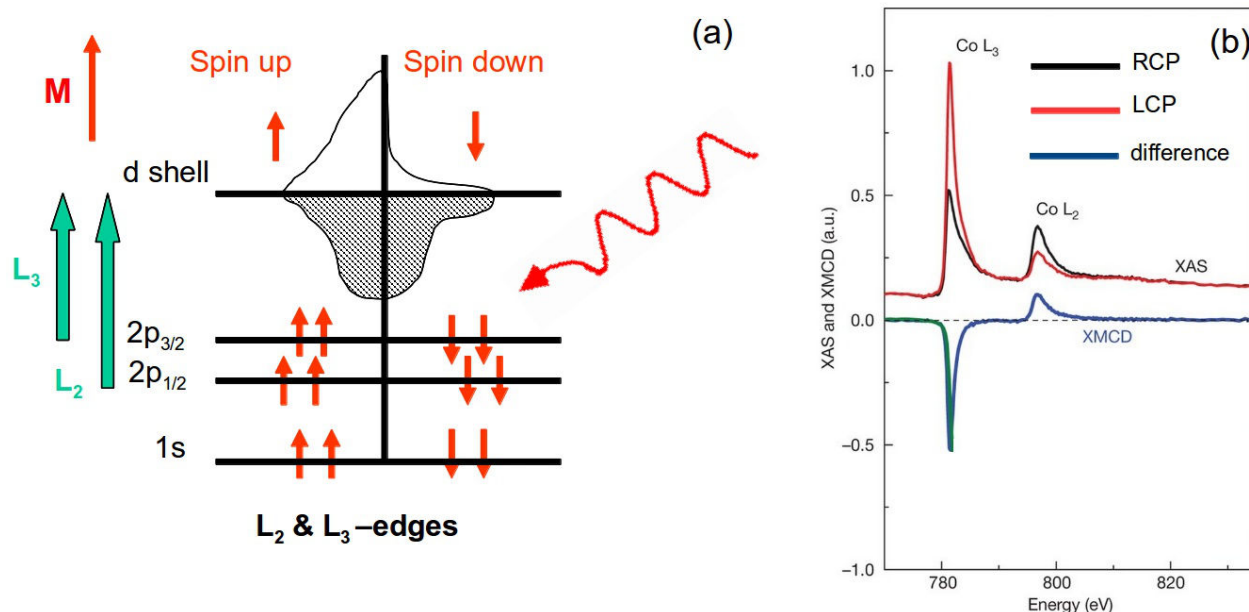 (a)
Spin up
Spin down
M
d shell
L3
2p3/2
L2
2p1/2
1s
L2 & L3 –edges
(b)
Co L3
RCP
LCP
difference
Co L2
XAS
XMCD
XAS and XMCD (a.u.)
1.0
0.5
0.0
–0.5
–1.0
780
800
820
Energy (eV)